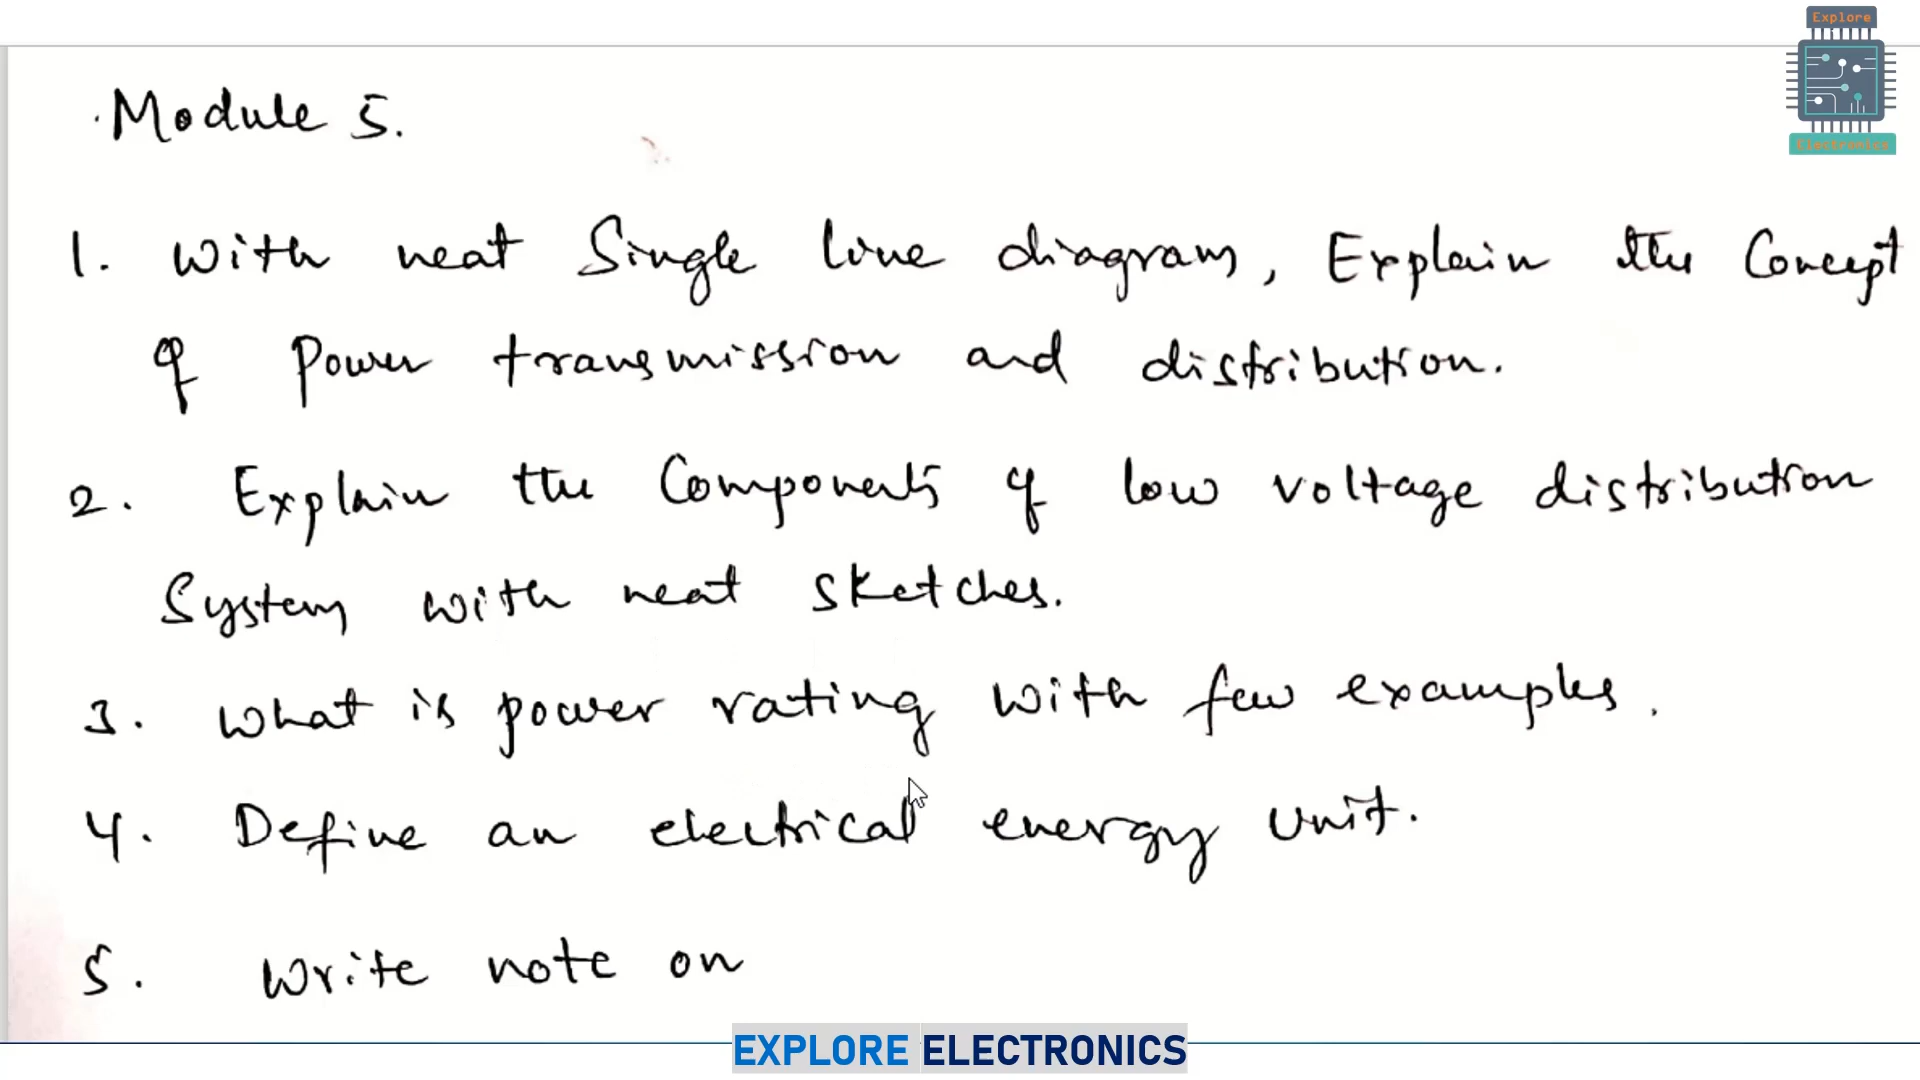 Explore
Electronics
Module 5.
1. With neat Single line diagram, Explain the Concept
of Power transmission and distribution.
2. Explain the Components of low voltage distribution
System with neat sketches.
3. What is power rating with few examples.
4. Define an electrical energy unit.
5. Write note on
EXPLORE ELECTRONICS